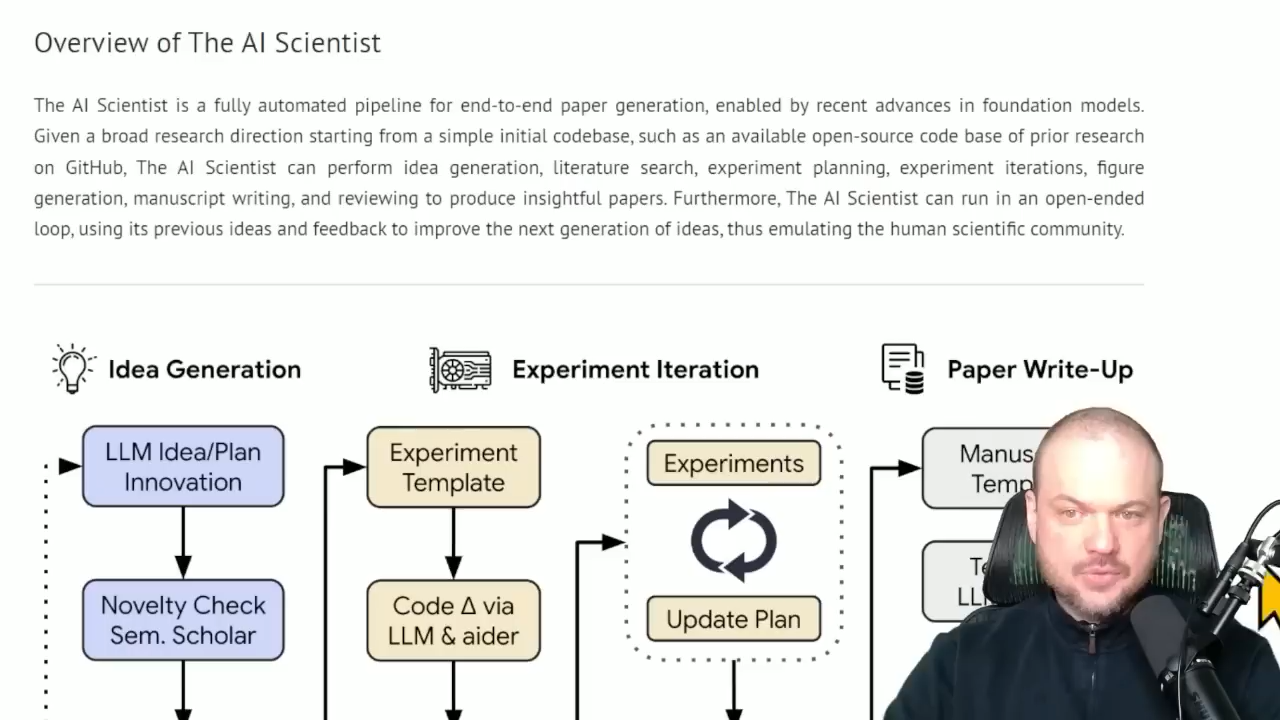 Overview of The AI Scientist
The AI Scientist is a fully automated pipeline for end-to-end paper generation, enabled by recent advances in foundation models.
Given a broad research direction starting from a simple initial codebase, such as an available open-source code base of prior research
on GitHub, The AI Scientist can perform idea generation, literature search, experiment planning, experiment iterations, figure
generation, manuscript writing, and reviewing to produce insightful papers. Furthermore, The AI Scientist can run in an open-ended
loop, using its previous ideas and feedback to improve the next generation of ideas, thus emulating the human scientific community.
Idea Generation
LLM Idea/Plan
Innovation
Novelty Check
Sem. Scholar
Experiment Iteration
Experiment
Template
Code Δ via
LLM & aider
Experiments
Update Plan
Paper Write-Up